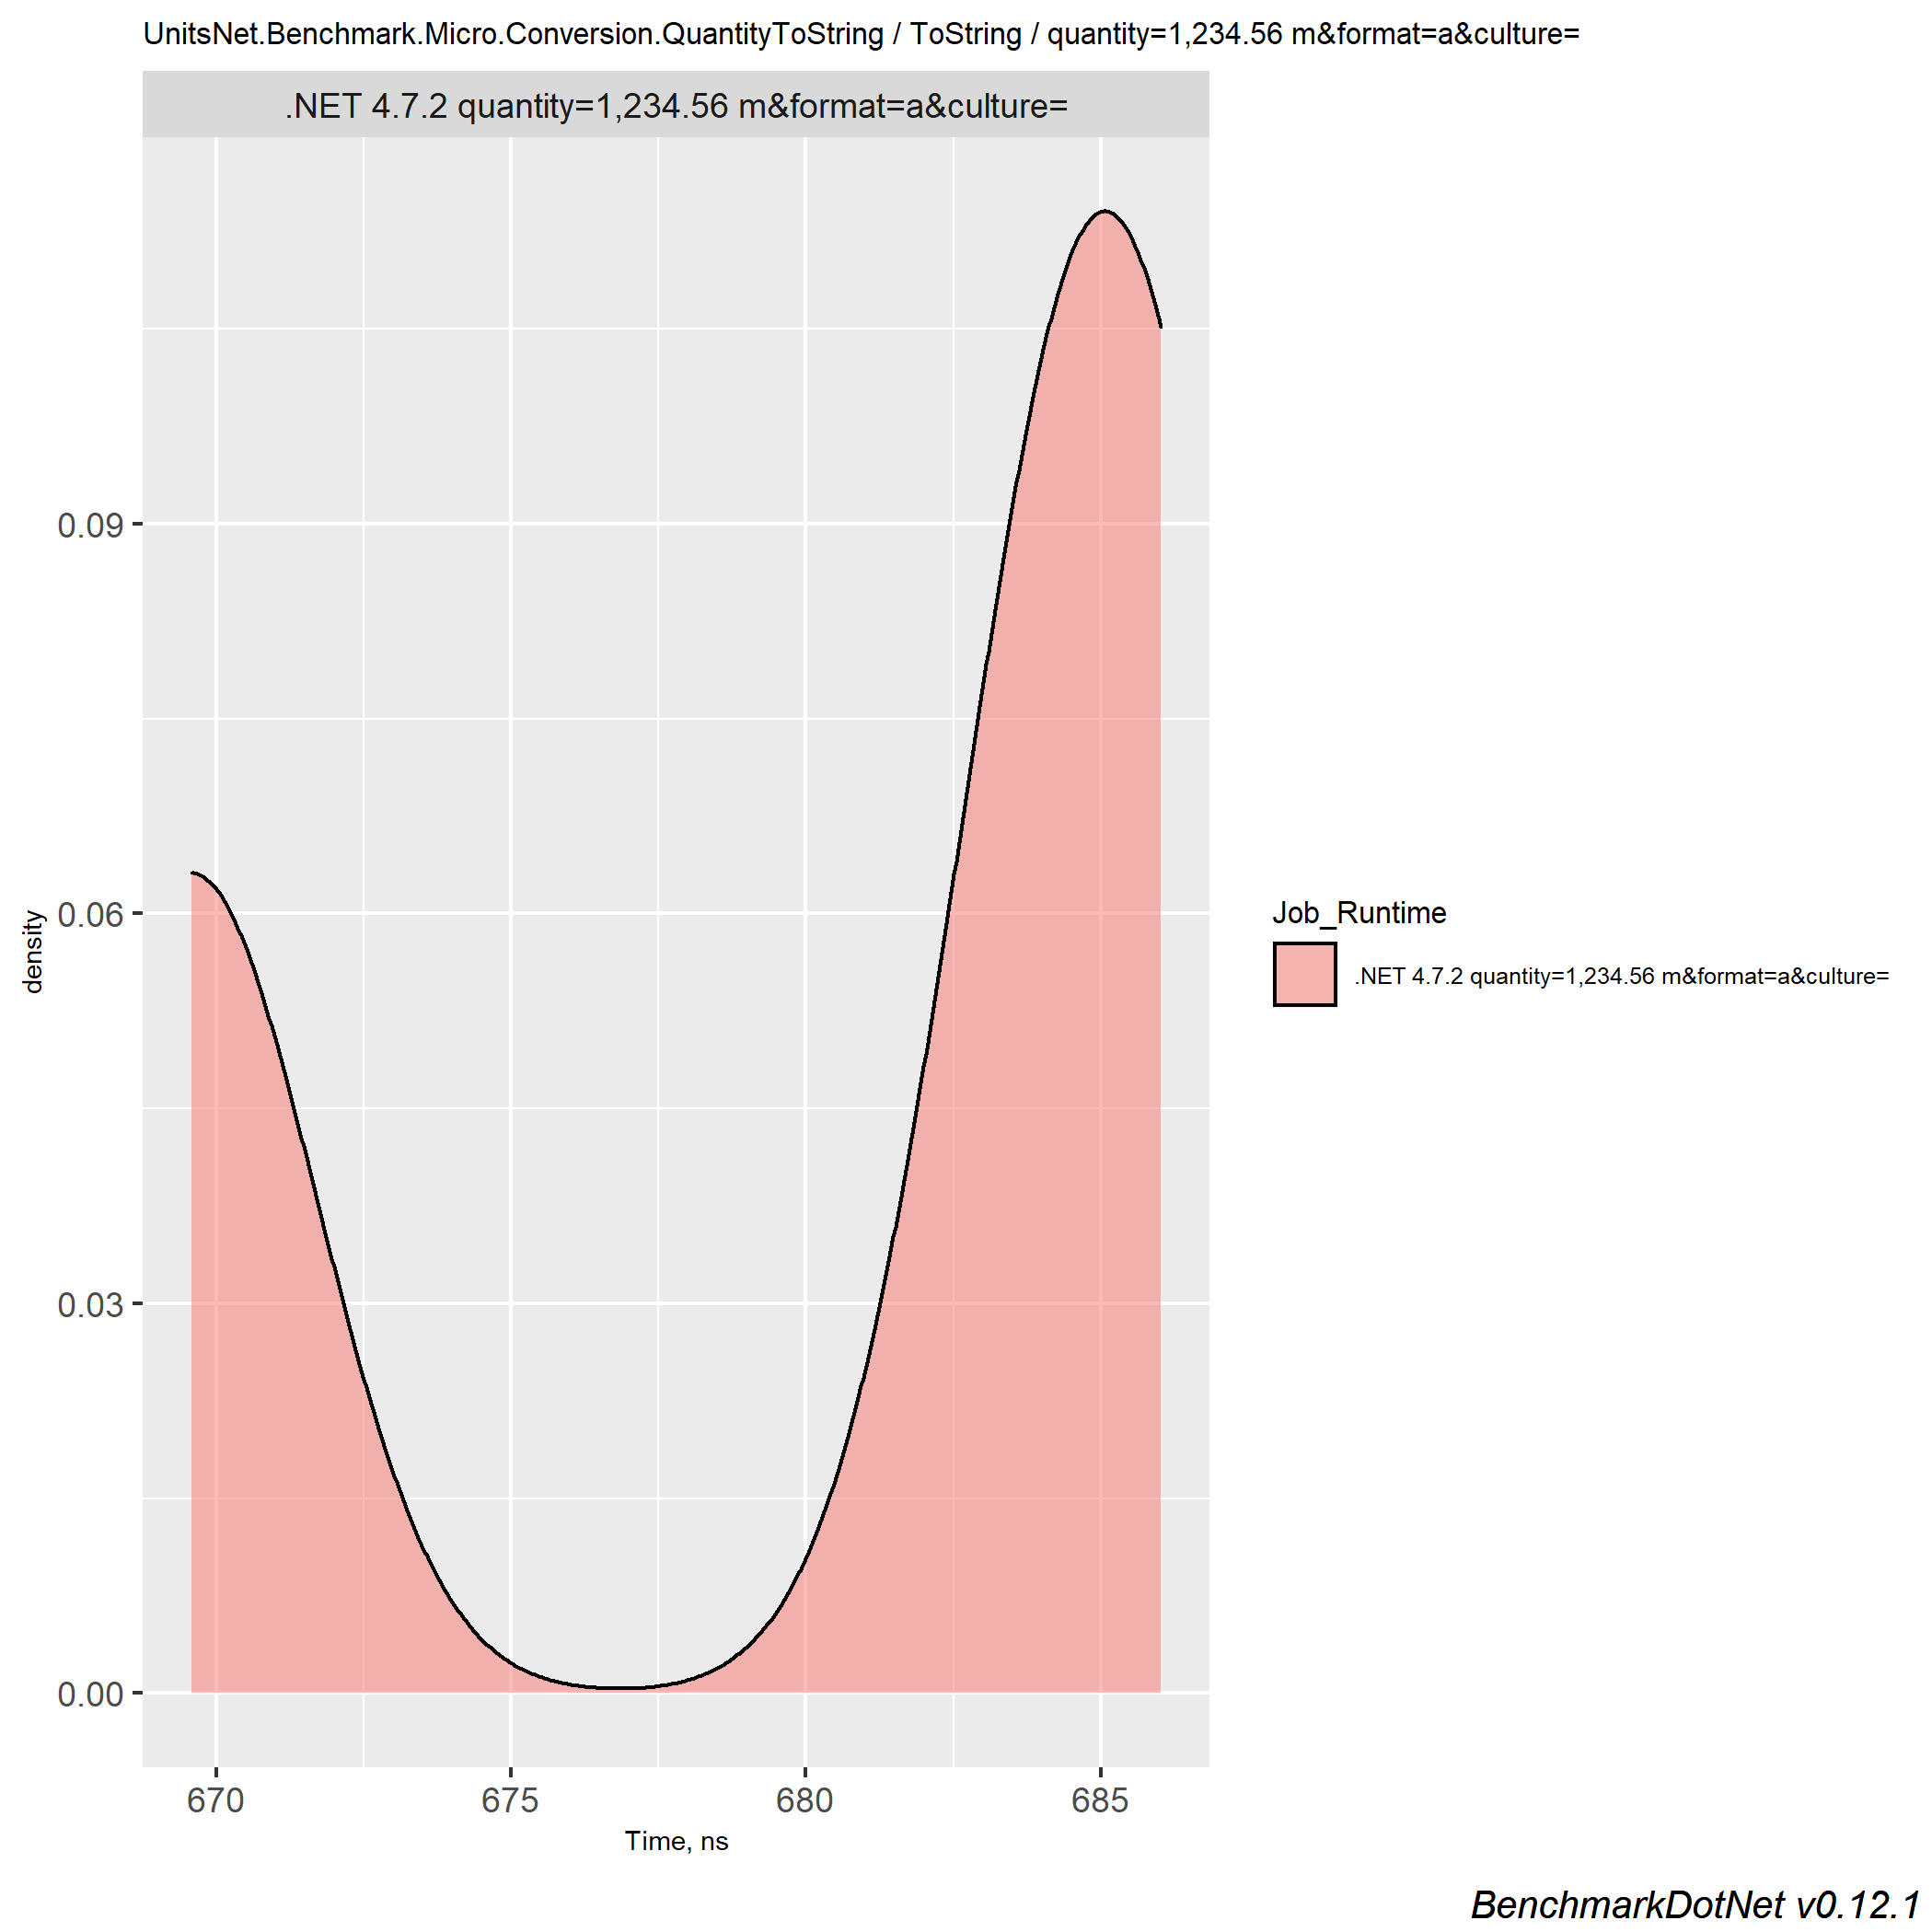 UnitsNet.Benchmark.Micro.Conversion.QuantityToString / ToString / quantity=1,234.56 m&format=a&culture=
.NET 4.7.2 quantity=1,234.56 m&format=a&culture=
0.09
0.06
0.03
0.00
density
670
675
680
685
Time, ns
Job_Runtime
.NET 4.7.2 quantity=1,234.56 m&format=a&culture=
BenchmarkDotNet v0.12.1